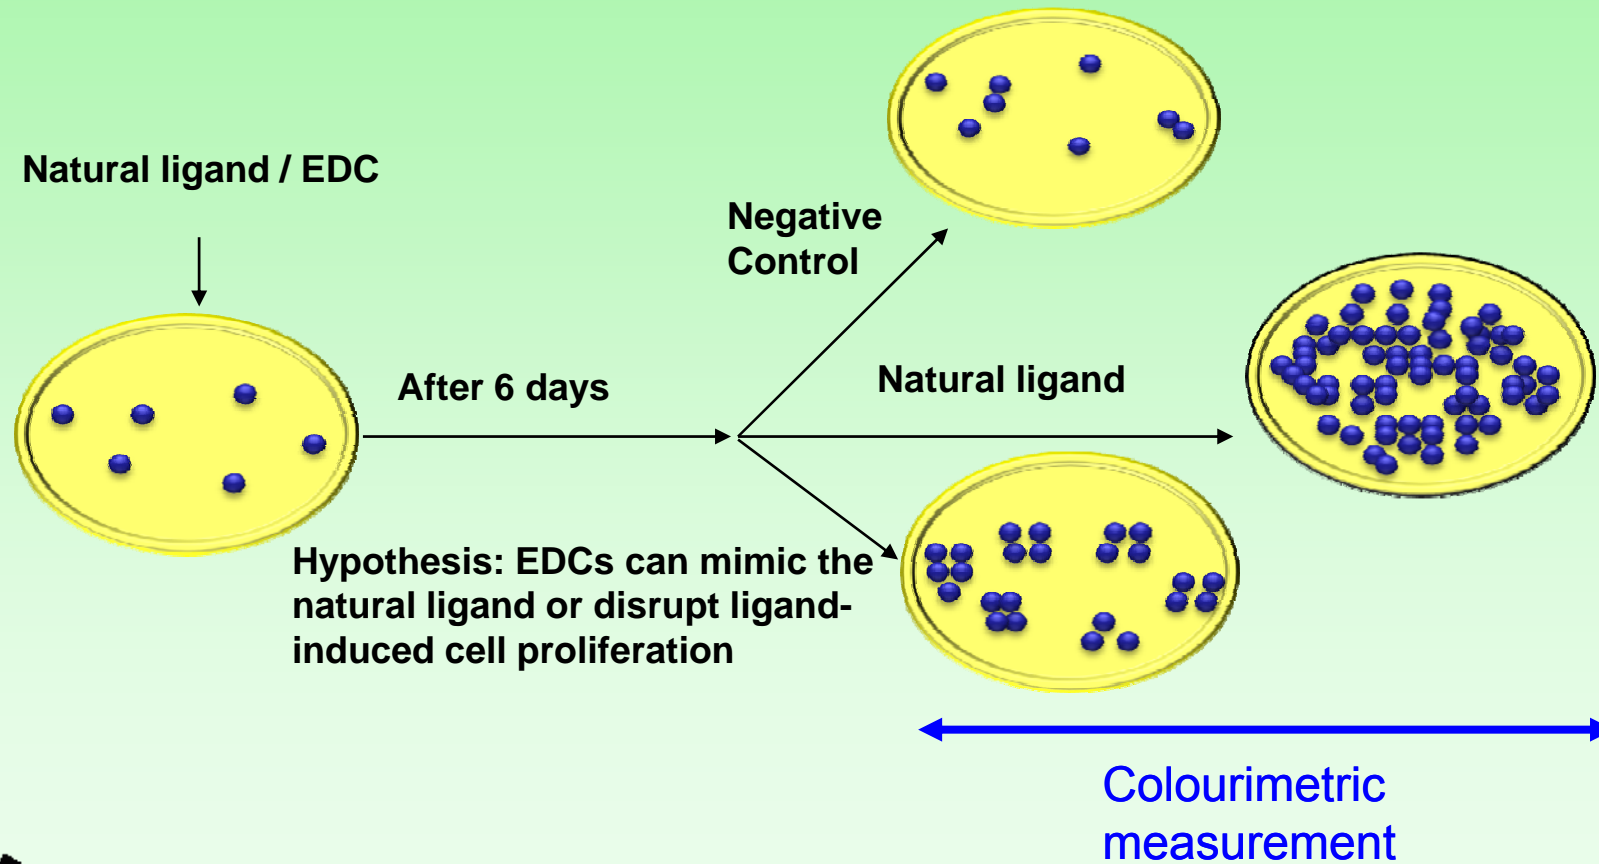 Natural ligand / EDC
Negative
Control
After 6 days
Natural ligand
Hypothesis: EDCs can mimic the
natural ligand or disrupt ligand-
induced cell proliferation
Colourimetric
measurement